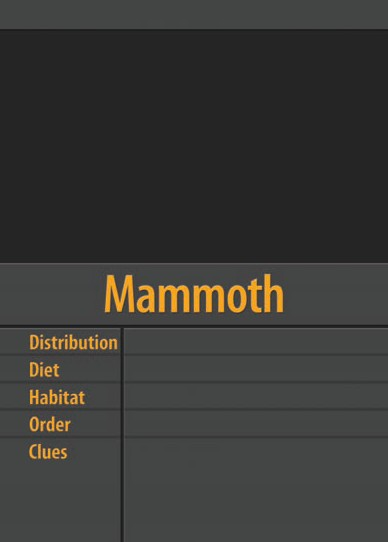 Mammoth
Distribution
Diet
Habitat
Order
Clues